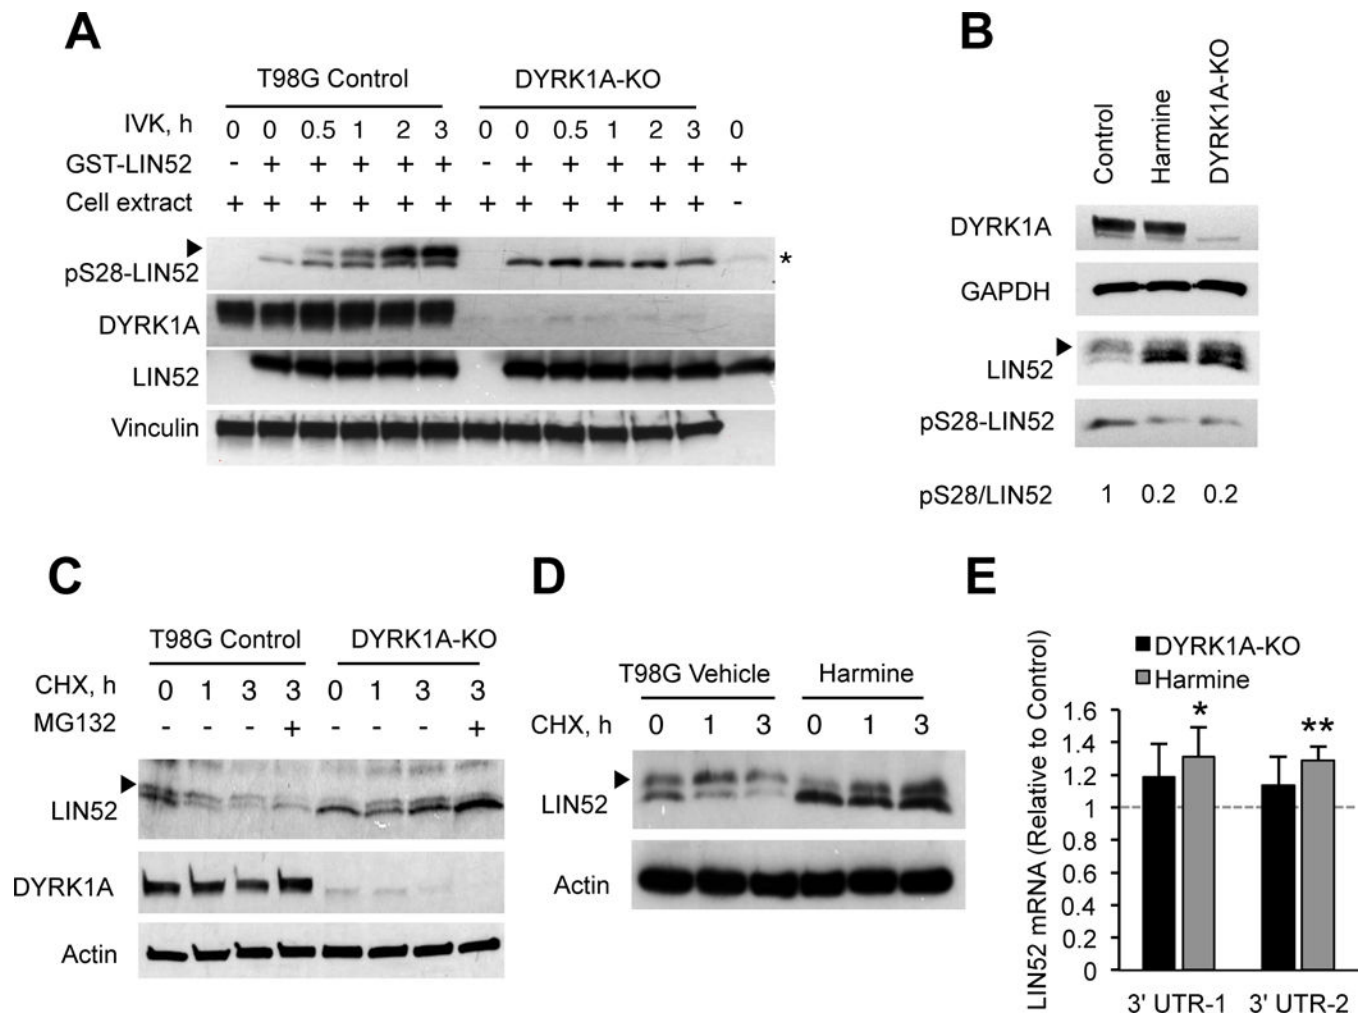 A
T98G Control DYRK1A-KO
IVK, h 0 0 0.5 1 2 3 0 0 0.5 1 2 3 0
GST-LIN52 - + + + + + - + + + + + +
Cell extract + + + + + + + + + + + + -
pS28-LIN52 *
DYRK1A
LIN52
Vinculin
B
Control Harmine DYRK1A-KO
DYRK1A
GAPDH
LIN52
pS28-LIN52
pS28/LIN52 1 0.2 0.2
C
T98G Control DYRK1A-KO
CHX, h 0 1 3 3 0 1 3 3
MG132 - - - + - - - +
LIN52
DYRK1A
Actin
D
T98G Vehicle Harmine
CHX, h 0 1 3 0 1 3
LIN52
Actin
E
DYRK1A-KO
Harmine
LIN52 mRNA (Relative to Control)
1.6
1.4
1.2
1
0.8
0.6
0.4
0.2
0
* **
3' UTR-1 3' UTR-2